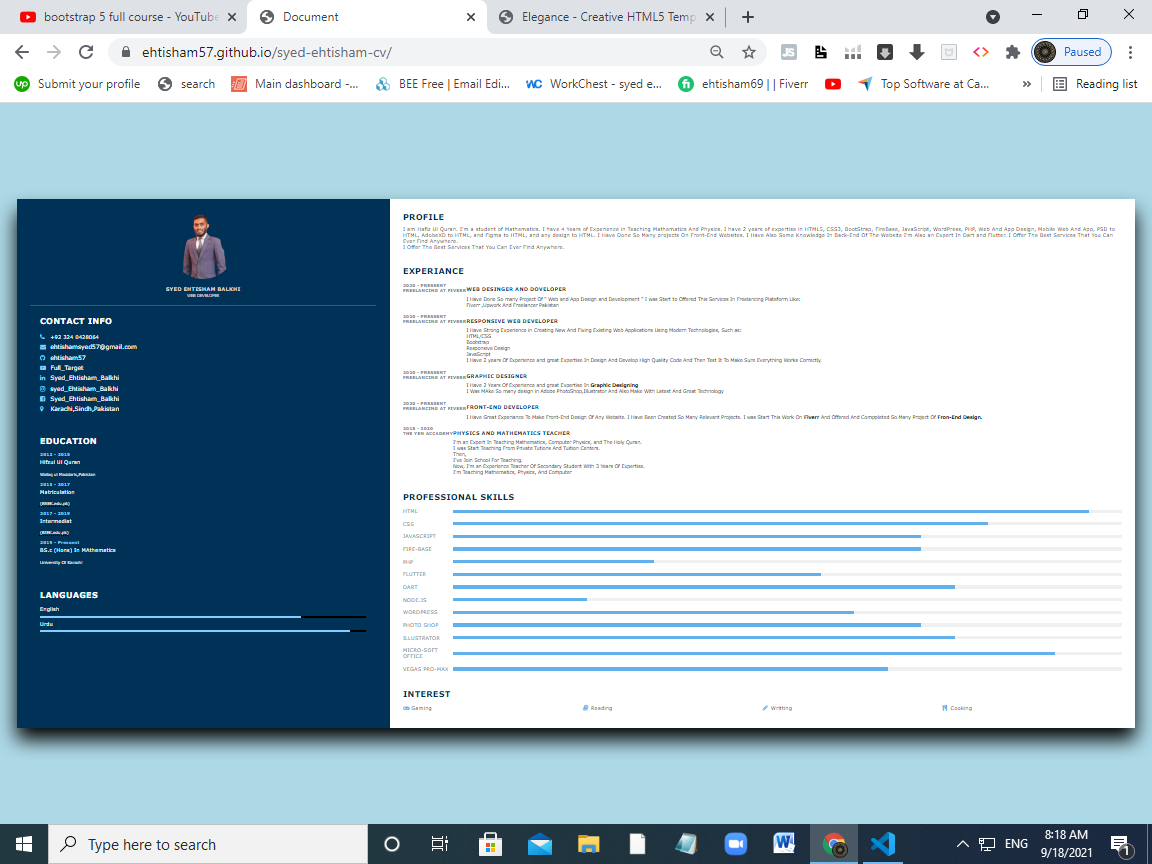 bootstrap 5 full course - YouTube
Document
Elegance - Creative HTML5 Temp
ehtisham57.github.io/syed-ehtisham-cv/
Paused
Submit your profile
search
Main dashboard -...
BEE Free | Email Edi...
WorkChest - syed e...
ehtisham69 | | Fiverr
Top Software at Ca...
»
Reading list
SYED EHTISHAM BALKHI
WEB DEVELOPER
CONTACT INFO
+92 324 8428064
ehtishamsyed57@gmail.com
ehtisham57
Full_Target
Syed_Ehtisham_Balkhi
syed_Ehtisham_Balkhi
Syed_Ehtisham_Balkhi
Karachi,Sindh,Pakistan
EDUCATION
2013 - 2015
Hifzul Ul Quran
Wafaq ul Maddaris,Pakistan
2015 - 2017
Matriculation
(BSEK.edu.pk)
2017 - 2019
Intermediat
(BIEK.edu.pk)
2019 - Present
BS.c (Hons) In MAthematics
University Of Karachi
LANGUAGES
English
Urdu
PROFILE
I am Hafiz Ul Quran. I'm a student of Mathematics. I have 4 Years of Experience in Teaching Mathematics And Physics. I have 2 years of expertise in HTML5, CSS3, BootStrap, FireBase, JavaScript, WordPress, PHP, Web And App Design, Mobile Web And App, PSD to
HTML, AdobeXD to HTML, and Figma to HTML, and any design to HTML. I Have Done So Many projects On Front-End Websites. I Have Also Some Knowledge In Back-End Of The Website I'm Also an Expert In Dart and Flutter. I Offer The Best Services That You Can
Ever Find Anywhere.
I Offer The Best Services That You Can Ever Find Anywhere.
EXPERIANCE
2020 - PRESENT
FREELANCING AT FIVERR
WEB DESINGER AND DOVELOPER
I Have Done So many Project Of " Web and App Design and Development " I was Start to Offered This Services In Freelancing Plateform Like:
Fiverr ,Upwork And Freelancer Pakistan
2020 - PRESENT
FREELANCING AT FIVERR
RESPONSIVE WEB DEVELOPER
I Have Strong Experience in Creating New And Fixing Existing Web Applications Using Modern Technologies, Such as:
HTML/CSS
Bootstrap
Responsive Design
JavaScript
I Have 2 years Of Experience and great Expertise In Design And Develop High Quality Code And Then Test It To Make Sure Everything Works Correctly.
2020 - PRESENT
FREELANCING AT FIVERR
GRAPHIC DESIGNER
I Have 2 Years Of Experience and great Expertise In Graphic Designing
I Was MAke So many design in Adobe PhotoShop,Illustrator And Also Make With Latest And Great Technology
2020 - PRESENT
FREELANCING AT FIVERR
FRONT-END DEVELOPER
I Have Great Experience To Make Front-End Design Of Any Website. I Have Been Created So Many Relevant Projects. I was Start This Work On Fiverr And Offered And Comppleted So Many Project Of Fron-End Design.
2018 - 2020
THE YEN ACCADEMY
PHYSICS AND MATHEMATICS TEACHER
I'm an Expert In Teaching Mathematics, Computer Physics, and The Holy Quran.
I was Start Teaching From Private Tutions And Tuition Centers.
Then,
I've Join School For Teaching.
Now, I'm an Experience Teacher Of Secondary Student With 3 Years Of Expertise.
I'm Teaching Mathematics, Physics, And Computer
PROFESSIONAL SKILLS
HTML
CSS
JAVASCRIPT
FIRE-BASE
PHP
FLUTTER
DART
NODE.JS
WORDPRESS
PHOTO SHOP
ILLUSTRATOR
MICRO-SOFT
OFFICE
VEGAS PRO-MAX
INTEREST
Gaming
Reading
Writting
Cooking
Type here to search
ENG
8:18 AM
9/18/2021
1